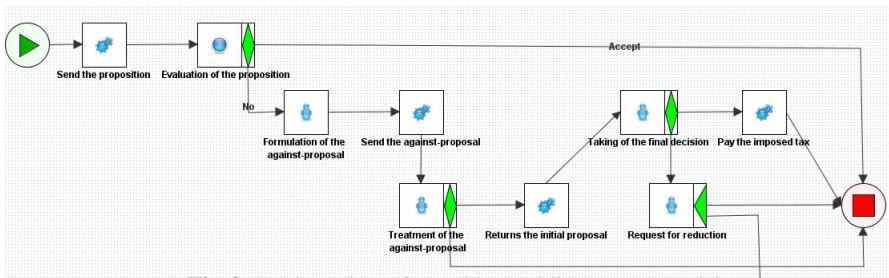 Accept
Send the proposition
Evaluation of the proposition
No
Formulation of the
against-proposal
Send the against-proposal
Taking of the final decision
Pay the imposed tax
Treatment of the
against-proposal
Returns the initial proposal
Request for reduction